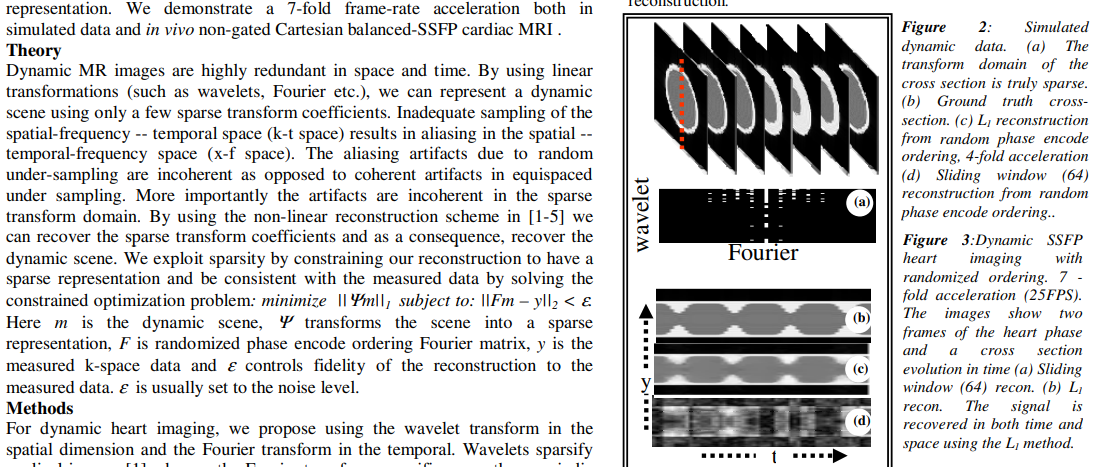 representation. We demonstrate a 7-fold frame-rate acceleration both in
simulated data and in vivo non-gated Cartesian balanced-SSFP cardiac MRI .
Theory
Dynamic MR images are highly redundant in space and time. By using linear
transformations (such as wavelets, Fourier etc.), we can represent a dynamic
scene using only a few sparse transform coefficients. Inadequate sampling of the
spatial-frequency -- temporal space (k-t space) results in aliasing in the spatial --
temporal-frequency space (x-f space). The aliasing artifacts due to random
under-sampling are incoherent as opposed to coherent artifacts in equispaced
under sampling. More importantly the artifacts are incoherent in the sparse
transform domain. By using the non-linear reconstruction scheme in [1-5] we
can recover the sparse transform coefficients and as a consequence, recover the
dynamic scene. We exploit sparsity by constraining our reconstruction to have a
sparse representation and be consistent with the measured data by solving the
constrained optimization problem: minimize ||Ψm||₁ subject to: ||Fm – y||₂ < ε.
Here m is the dynamic scene, Ψ transforms the scene into a sparse
representation, F is randomized phase encode ordering Fourier matrix, y is the
measured k-space data and ε controls fidelity of the reconstruction to the
measured data. ε is usually set to the noise level.
Methods
For dynamic heart imaging, we propose using the wavelet transform in the
spatial dimension and the Fourier transform in the temporal. Wavelets sparsify
reconstruction.
wavelet
(a)
Fourier
(b)
(c)
y
(d)
t
Figure 2: Simulated
dynamic data. (a) The
transform domain of the
cross section is truly sparse.
(b) Ground truth cross-
section. (c) L₁ reconstruction
from random phase encode
ordering, 4-fold acceleration
(d) Sliding window (64)
reconstruction from random
phase encode ordering..
Figure 3:Dynamic SSFP
heart imaging with
randomized ordering. 7 -
fold acceleration (25FPS).
The images show two
frames of the heart phase
and a cross section
evolution in time (a) Sliding
window (64) recon. (b) L₁
recon. The signal is
recovered in both time and
space using the L₁ method.